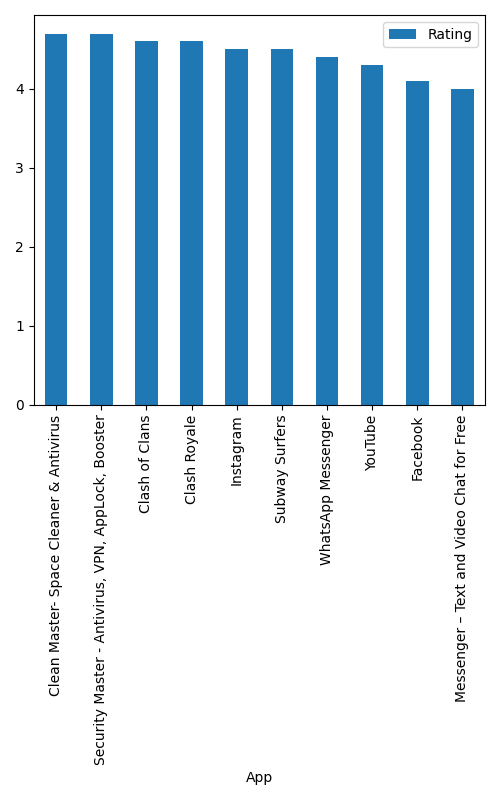 Rating
4
3
2
1
0
Clean Master- Space Cleaner & Antivirus
Security Master - Antivirus, VPN, AppLock, Booster
Clash of Clans
Clash Royale
Instagram
Subway Surfers
WhatsApp Messenger
YouTube
Facebook
Messenger – Text and Video Chat for Free
App